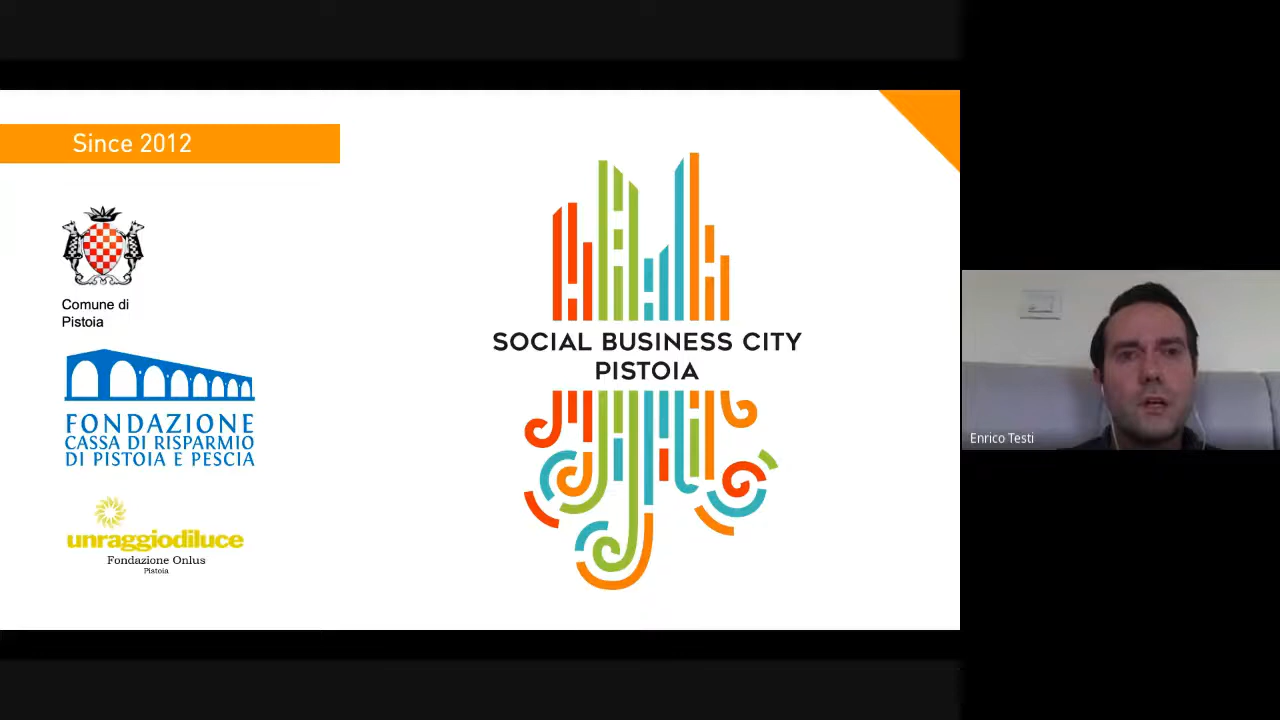 Since 2012
Comune di
Pistoia
FONDAZIONE
CASSA DI RISPARMIO
DI PISTOIA E PESCIA
unraggiodiluce
Fondazione Onlus
Pistoia
SOCIAL BUSINESS CITY
PISTOIA
Enrico Testi